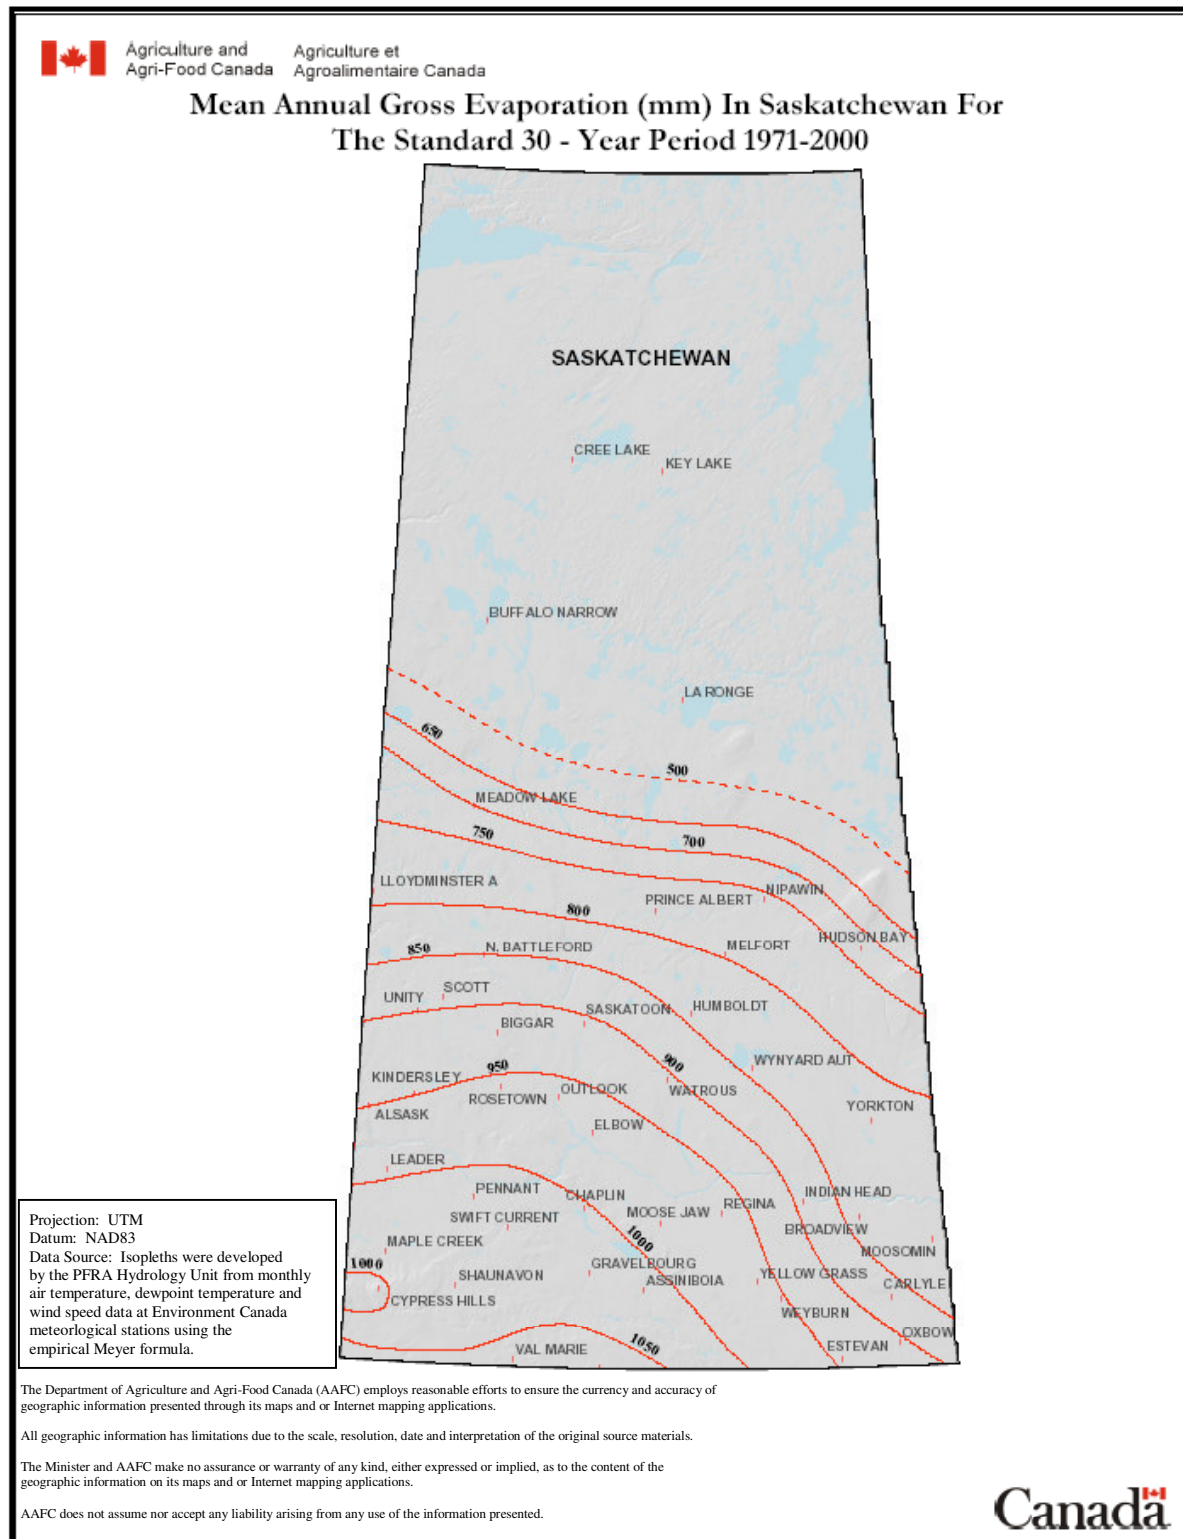 Agriculture and
Agri-Food Canada
Agriculture et
Agroalimentaire Canada
Mean Annual Gross Evaporation (mm) In Saskatchewan For
The Standard 30 - Year Period 1971-2000
SASKATCHEWAN
CREE LAKE
KEY LAKE
BUFFALO NARROW
LA RONGE
650
500
MEADOW LAKE
750
700
LLOYDMINSTER A
NIPAWIN
PRINCE ALBERT
800
HUDSON BAY
850
N. BATTLEFORD
MELFORT
SCOTT
UNITY
SASKATOON
HUMBOLDT
BIGGAR
900
WYNYARD AUT
950
KINDERSLEY
OUTLOOK
WATROUS
ROSETOWN
YORKTON
ALSASK
ELBOW
LEADER
PENNANT
CHAPLIN
INDIAN HEAD
REGINA
MOOSE JAW
SWIFT CURRENT
BROADVIEW
1000
MAPLE CREEK
MOOSOMIN
1000
GRAVELBOURG
SHAUNAVON
ASSINIBOIA
YELLOW GRASS
CARLYLE
CYPRESS HILLS
WEYBURN
OXBOW
1050
VAL MARIE
ESTEVAN
Projection: UTM
Datum: NAD83
Data Source: Isopleths were developed
by the PFRA Hydrology Unit from monthly
air temperature, dewpoint temperature and
wind speed data at Environment Canada
meteorlogical stations using the
empirical Meyer formula.
The Department of Agriculture and Agri-Food Canada (AAFC) employs reasonable efforts to ensure the currency and accuracy of
geographic information presented through its maps and or Internet mapping applications.
All geographic information has limitations due to the scale, resolution, date and interpretation of the original source materials.
The Minister and AAFC make no assurance or warranty of any kind, either expressed or implied, as to the content of the
geographic information on its maps and or Internet mapping applications.
AAFC does not assume nor accept any liability arising from any use of the information presented.
Canada